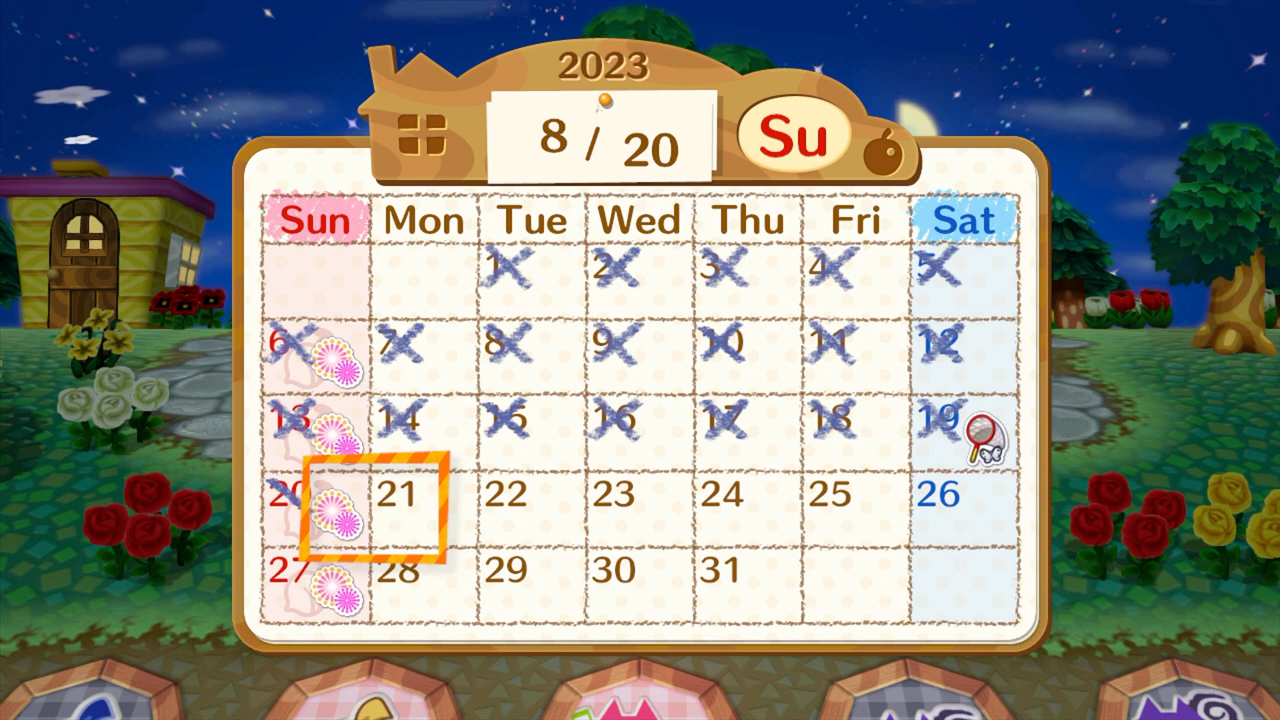 2023
8 / 20 Su
Sun Mon Tue Wed Thu Fri Sat
1 2 3 4 5
6 7 8 9 10 11 12
13 14 15 16 17 18 19
20 21 22 23 24 25 26
27 28 29 30 31